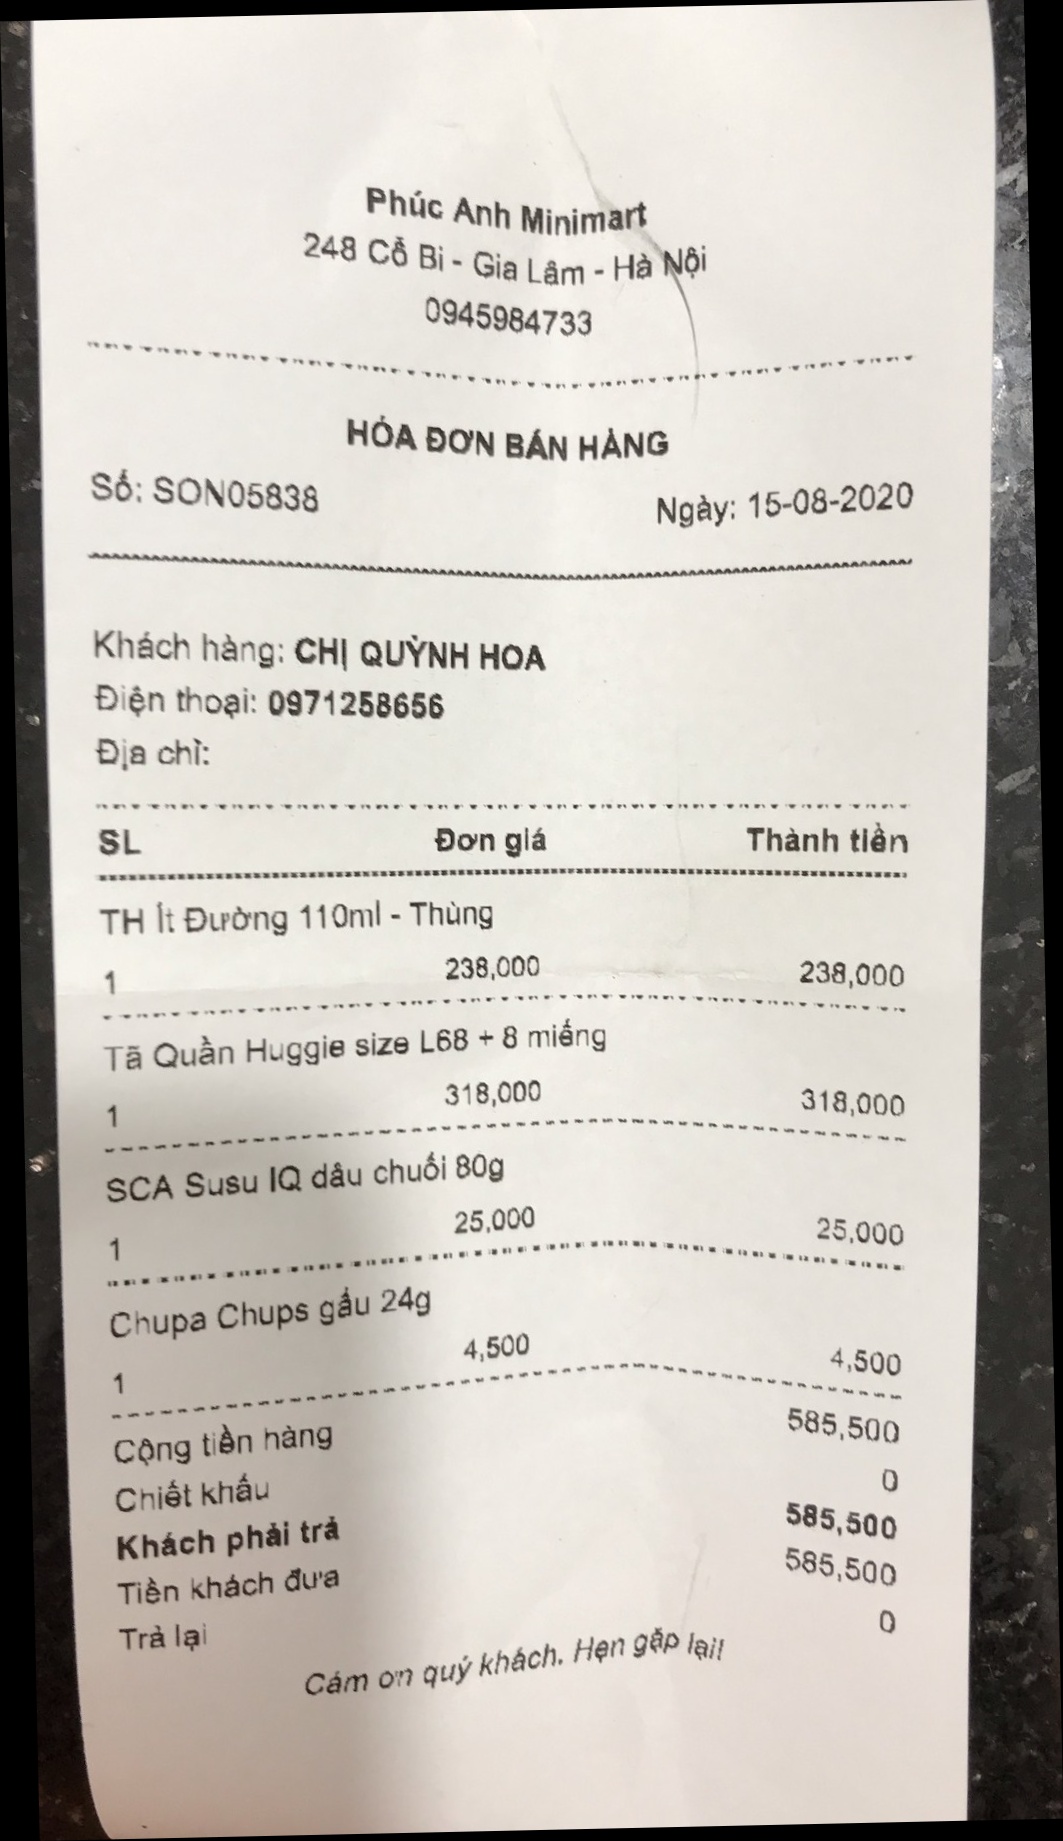 Phúc Anh Minimart
248 Cổ Bi - Gia Lâm - Hà Nội
0945984733
HÓA ĐƠN BÁN HÀNG
Số: SON05838 Ngày: 15-08-2020
Khách hàng: CHỊ QUỲNH HOA
Điện thoại: 0971258656
Địa chỉ:
SL Đơn giá Thành tiền
TH Ít Đường 110ml - Thùng
1 238,000 238,000
Tã Quần Huggie size L68 + 8 miếng
1 318,000 318,000
SCA Susu IQ dâu chuối 80g
1 25,000 25,000
Chupa Chups gấu 24g
1 4,500 4,500
Cộng tiền hàng 585,500
Chiết khấu 0
Khách phải trả 585,500
Tiền khách đưa 585,500
Trả lại 0
Cám ơn quý khách. Hẹn gặp lại!